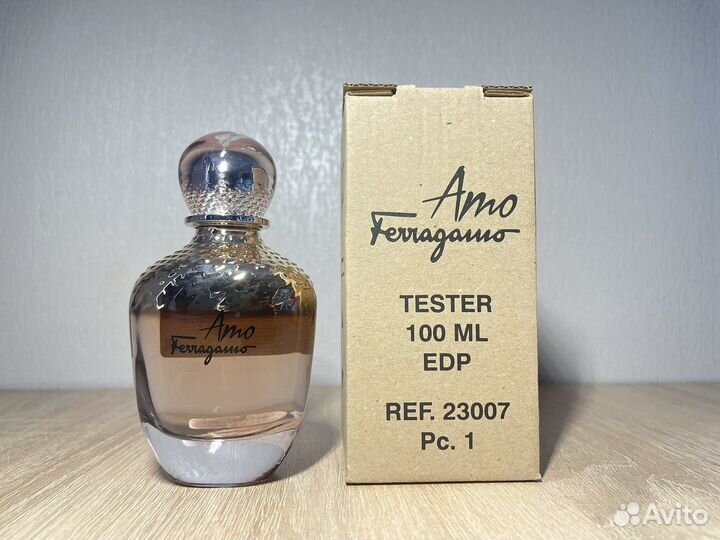 Amo
Ferragamo
Amo
Ferragamo
TESTER
100 ML
EDP
REF. 23007
Pc. 1
Avito